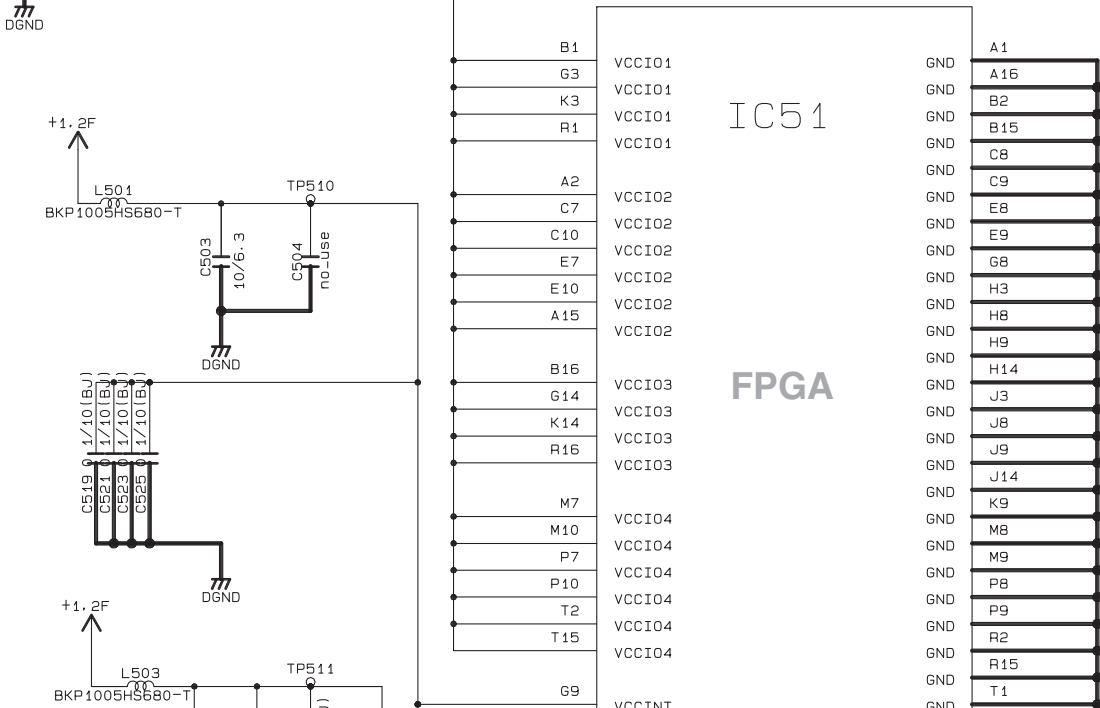 DGND
+1.2F
L501
BKP1005HS680-T
TP510
C503
10/6.3
C504
no_use
DGND
1/10(BJ)
1/10(BJ)
1/10(BJ)
1/10(BJ)
C519
C521
C523
C525
DGND
+1.2F
L503
BKP1005HS680-T
TP511
IC51
FPGA
B1 VCCIO1
G3 VCCIO1
K3 VCCIO1
R1 VCCIO1
A2 VCCIO2
C7 VCCIO2
C10 VCCIO2
E7 VCCIO2
E10 VCCIO2
A15 VCCIO2
B16 VCCIO3
G14 VCCIO3
K14 VCCIO3
R16 VCCIO3
M7 VCCIO4
M10 VCCIO4
P7 VCCIO4
P10 VCCIO4
T2 VCCIO4
T15 VCCIO4
G9 VCCINT
GND A1
GND A16
GND B2
GND B15
GND C8
GND C9
GND E8
GND E9
GND G8
GND H3
GND H8
GND H9
GND H14
GND J3
GND J8
GND J9
GND J14
GND K9
GND M8
GND M9
GND P8
GND P9
GND R2
GND R15
GND T1